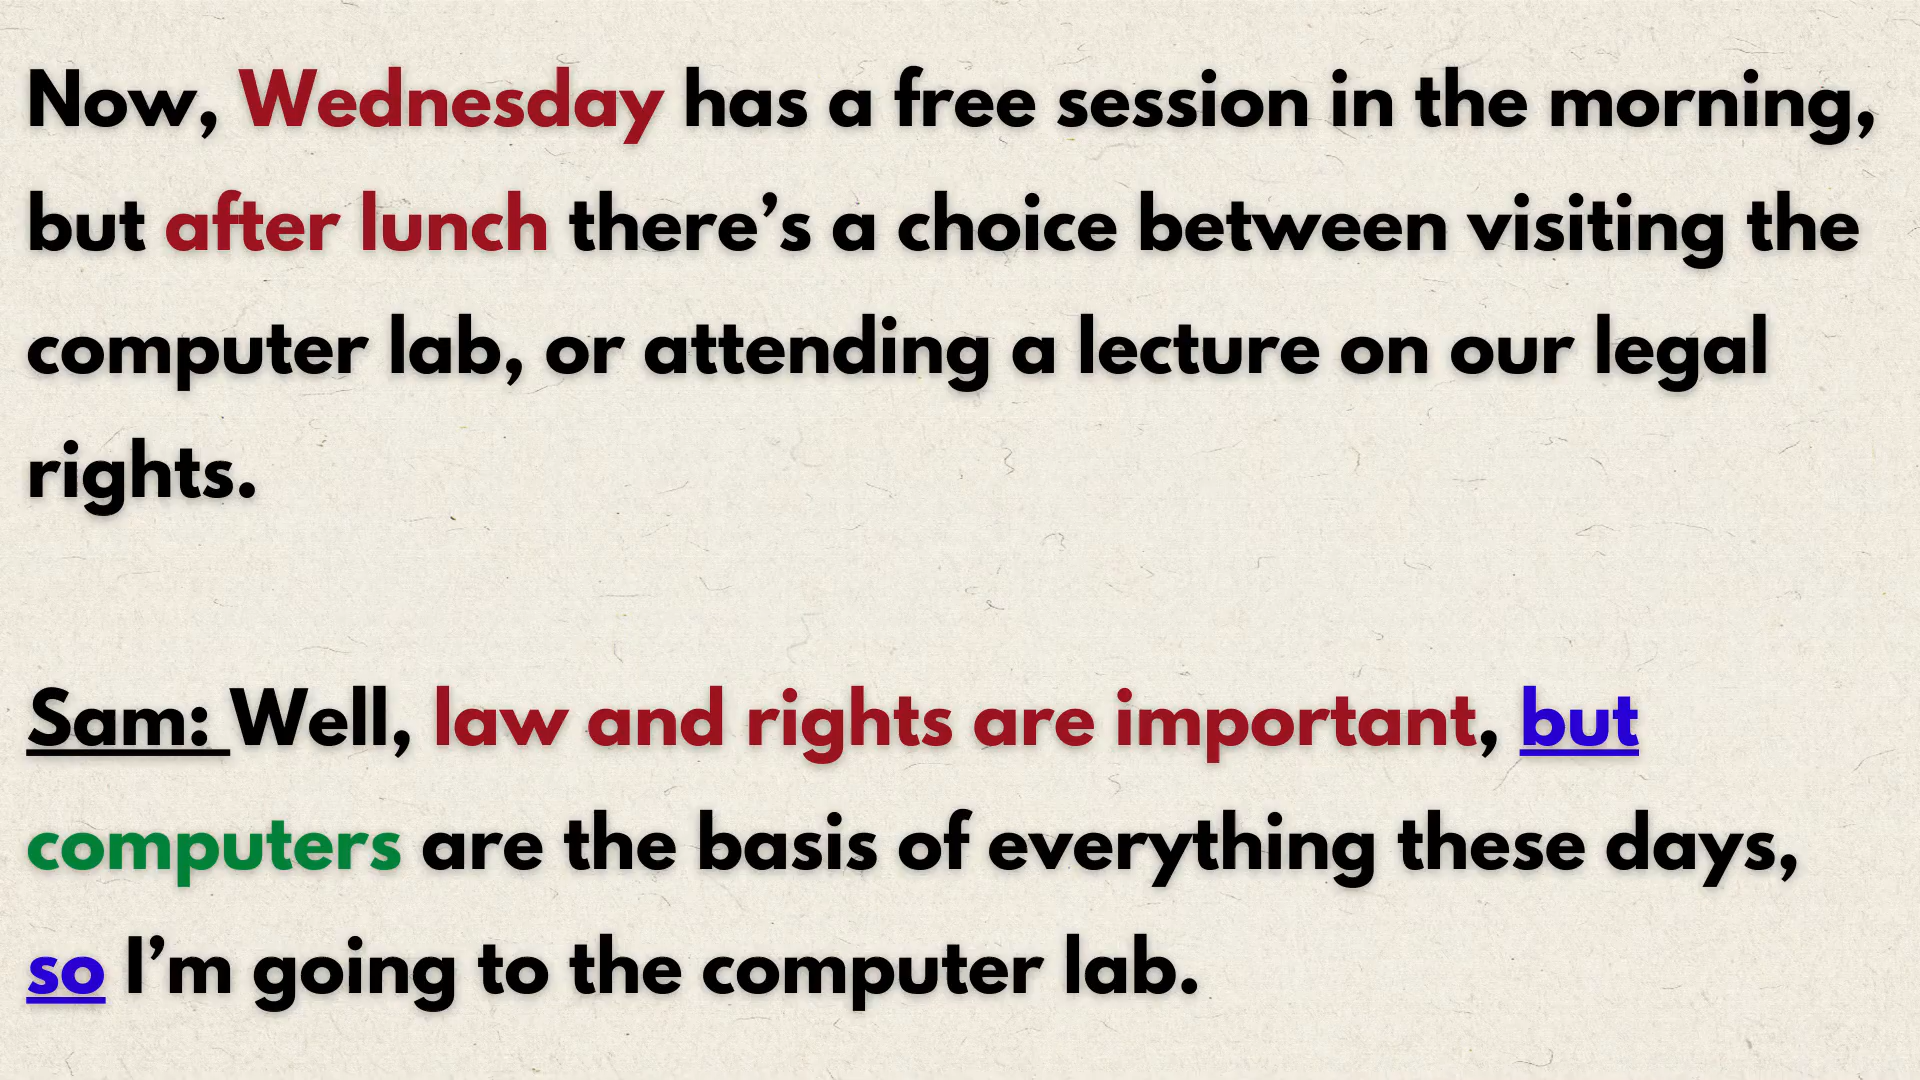 Now, Wednesday has a free session in the morning,
but after lunch there’s a choice between visiting the
computer lab, or attending a lecture on our legal
rights.
Sam: Well, law and rights are important, but
computers are the basis of everything these days,
so I’m going to the computer lab.